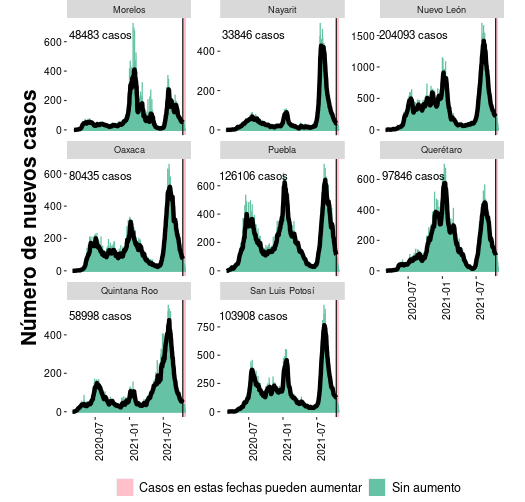 Morelos
Nayarit
Nuevo León
48483 casos
33846 casos
204093 casos
600
400
200
0
400
200
0
1500
1000
500
0
Oaxaca
Puebla
Querétaro
80435 casos
126106 casos
97846 casos
600
400
200
0
600
400
200
0
600
400
200
0
Quintana Roo
San Luis Potosí
58998 casos
103908 casos
400
200
0
750
500
250
0
2020-07
2021-01
2021-07
2020-07
2021-01
2021-07
2020-07
2021-01
2021-07
Número de nuevos casos
Casos en estas fechas pueden aumentar
Sin aumento